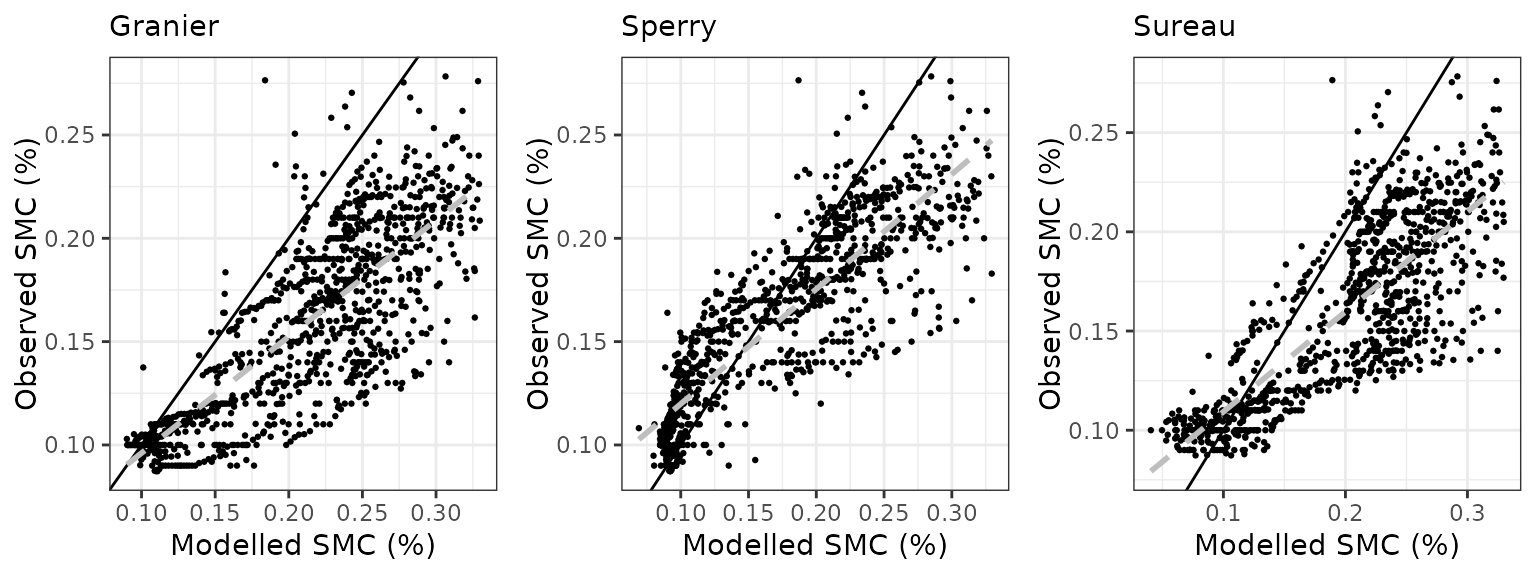 Granier
Sperry
Sureau
Observed SMC (%)
0.25
0.20
0.15
0.10
0.10 0.15 0.20 0.25 0.30
Modelled SMC (%)
Observed SMC (%)
0.25
0.20
0.15
0.10
0.10 0.15 0.20 0.25 0.30
Modelled SMC (%)
Observed SMC (%)
0.25
0.20
0.15
0.10
0.1 0.2 0.3
Modelled SMC (%)